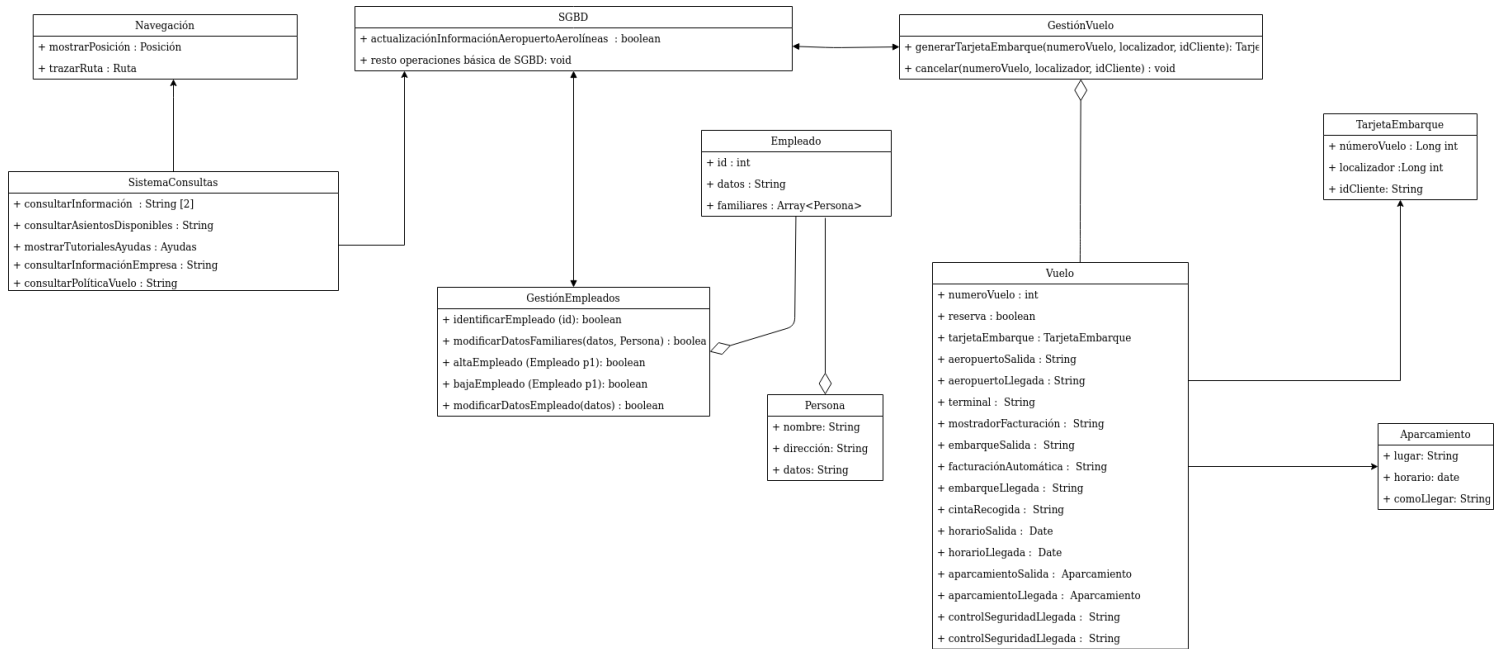 Navegación
+ mostrarPosición : Posición
+ trazarRuta : Ruta
SGBD
+ actualizaciónInformaciónAeropuertoAerolíneas : boolean
+ resto operaciones básica de SGBD: void
GestiónVuelo
+ generarTarjetaEmbarque(numeroVuelo, localizador, idCliente): Tarje
+ cancelar(numeroVuelo, localizador, idCliente) : void
TarjetaEmbarque
+ númeroVuelo : Long int
+ localizador :Long int
+ idCliente: String
Empleado
+ id : int
+ datos : String
+ familiares : Array<Persona>
SistemaConsultas
+ consultarInformación : String [2]
+ consultarAsientosDisponibles : String
+ mostrarTutorialesAyudas : Ayudas
+ consultarInformaciónEmpresa : String
+ consultarPolíticaVuelo : String
GestiónEmpleados
+ identificarEmpleado (id): boolean
+ modificarDatosFamiliares(datos, Persona) : boolea
+ altaEmpleado (Empleado p1): boolean
+ bajaEmpleado (Empleado p1): boolean
+ modificarDatosEmpleado(datos) : boolean
Persona
+ nombre: String
+ dirección: String
+ datos: String
Vuelo
+ numeroVuelo : int
+ reserva : boolean
+ tarjetaEmbarque : TarjetaEmbarque
+ aeropuertoSalida : String
+ aeropuertoLlegada : String
+ terminal : String
+ mostradorFacturación : String
+ embarqueSalida : String
+ facturaciónAutomática : String
+ embarqueLlegada : String
+ cintaRecogida : String
+ horarioSalida : Date
+ horarioLlegada : Date
+ aparcamientoSalida : Aparcamiento
+ aparcamientoLlegada : Aparcamiento
+ controlSeguridadLlegada : String
+ controlSeguridadLlegada : String
Aparcamiento
+ lugar: String
+ horario: date
+ comoLlegar: String